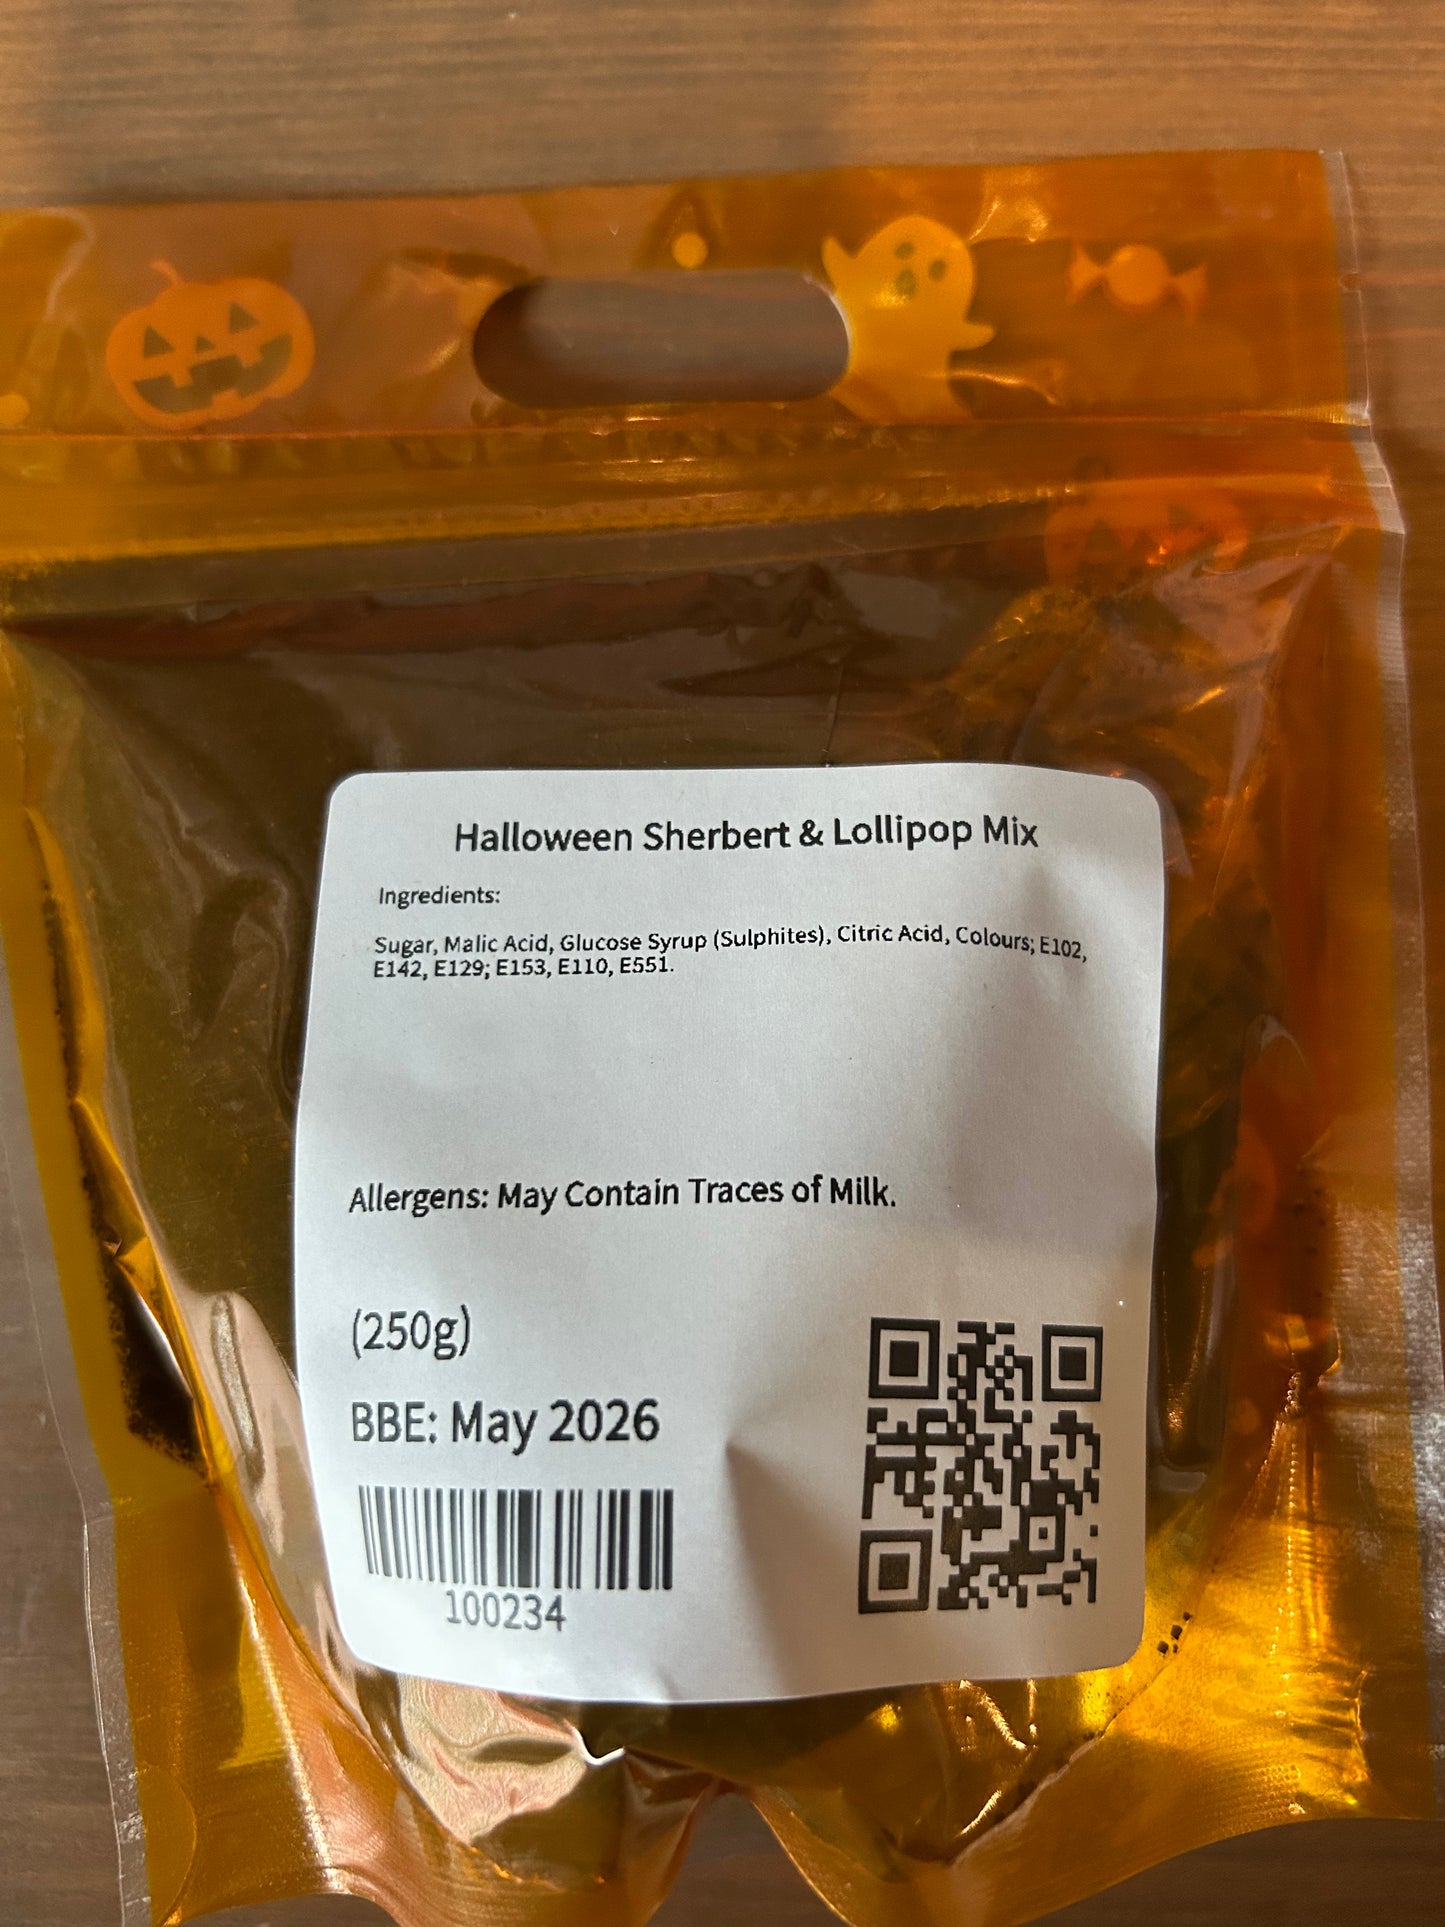 Halloween Sherbert & Lollipop Mix
Ingredients:
Sugar, Malic Acid, Glucose Syrup (Sulphites), Citric Acid, Colours; E102,
E142, E129; E153, E110, E551.
Allergens: May Contain Traces of Milk.
(250g)
BBE: May 2026
100234